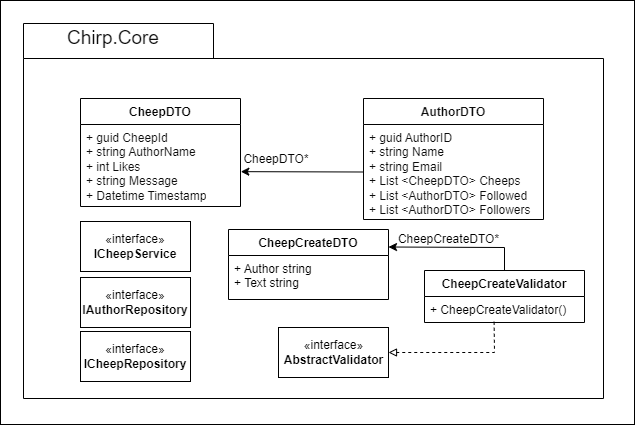 Chirp.Core
CheepDTO
+ guid CheepId
+ string AuthorName
+ int Likes
+ string Message
+ Datetime Timestamp
CheepDTO*
AuthorDTO
+ guid AuthorID
+ string Name
+ string Email
+ List <CheepDTO> Cheeps
+ List <AuthorDTO> Followed
+ List <AuthorDTO> Followers
«interface»
ICheepService
«interface»
IAuthorRepository
«interface»
ICheepRepository
CheepCreateDTO
+ Author string
+ Text string
CheepCreateDTO*
CheepCreateValidator
+ CheepCreateValidator()
«interface»
AbstractValidator